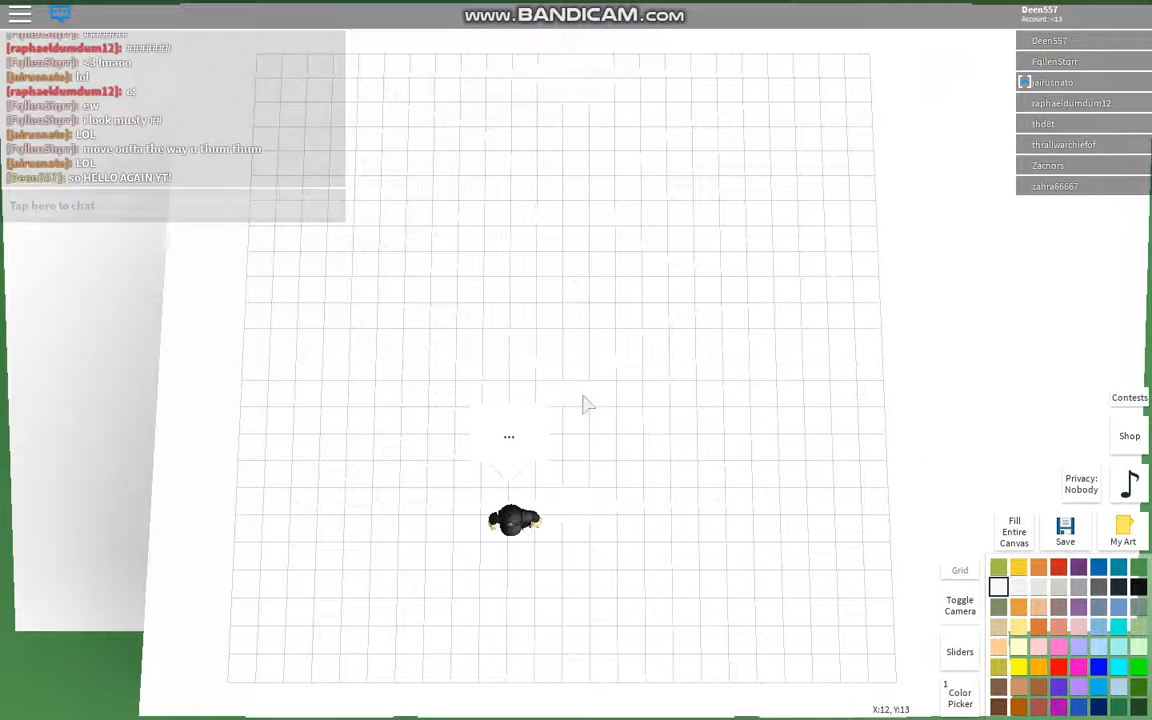 www.BANDICAM.com
Deen557
Account: <13
[raphaeldumdum12]: #######
[FqllenStqrr]: <3 lmaoo
[jairusnato]: lol
[raphaeldumdum12]: c:
[FqllenStqrr]: ew
[FqllenStqrr]: i look musty ##
[jairusnato]: LOL
[FqllenStqrr]: move outta the way u thum thum
[jairusnato]: LOL
[Deen557]: so HELLO AGAIN YT!
Tap here to chat
Deen557
FqllenStqrr
jairusnato
raphaeldumdum12
thd8t
thrallwarchiefof
Zacnors
zahra66667
...
Contests
Shop
Privacy:
Nobody
Fill
Entire
Canvas
Save
My Art
Grid
Toggle
Camera
Sliders
1
Color
Picker
X:12, Y:13